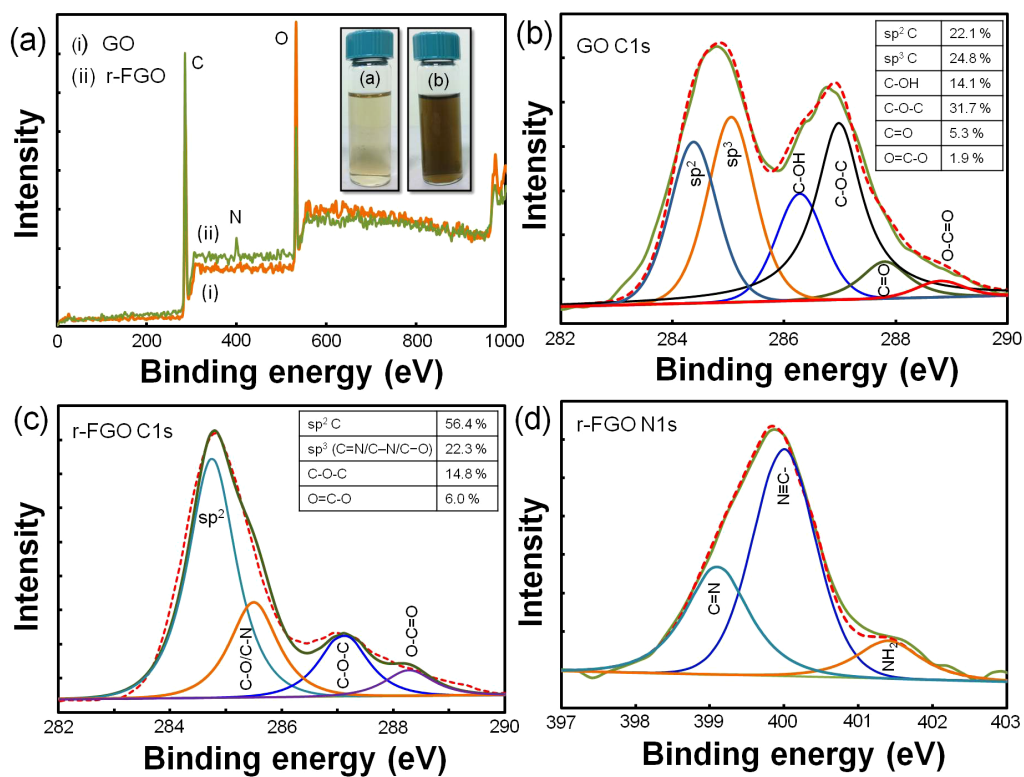 (a)
(i) GO
(ii) r-FGO
C
O
N
(ii)
(i)
(a)
(b)
Intensity
0
200
400
600
800
1000
Binding energy (eV)
(b)
GO C1s
sp² C 22.1 %
sp³ C 24.8 %
C-OH 14.1 %
C-O-C 31.7 %
C=O 5.3 %
O=C-O 1.9 %
sp²
sp³
C-OH
C-O-C
C=O
O-C=O
Intensity
282
284
286
288
290
Binding energy (eV)
(c)
r-FGO C1s
sp² C 56.4 %
sp³ (C=N/C–N/C–O) 22.3 %
C-O-C 14.8 %
O=C-O 6.0 %
sp²
C-O/C-N
C-O-C
O-C=O
Intensity
282
284
286
288
290
Binding energy (eV)
(d)
r-FGO N1s
C=N
N≡C-
NH₂
Intensity
397
398
399
400
401
402
403
Binding energy (eV)